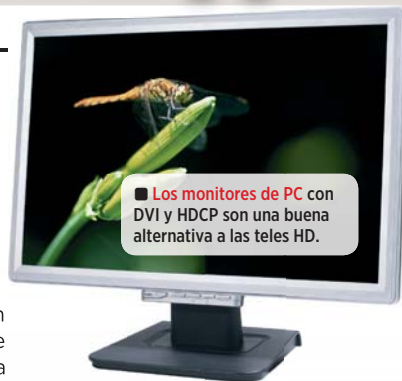 ■ Los monitores de PC con
DVI y HDCP son una buena
alternativa a las teles HD.
n
e
a